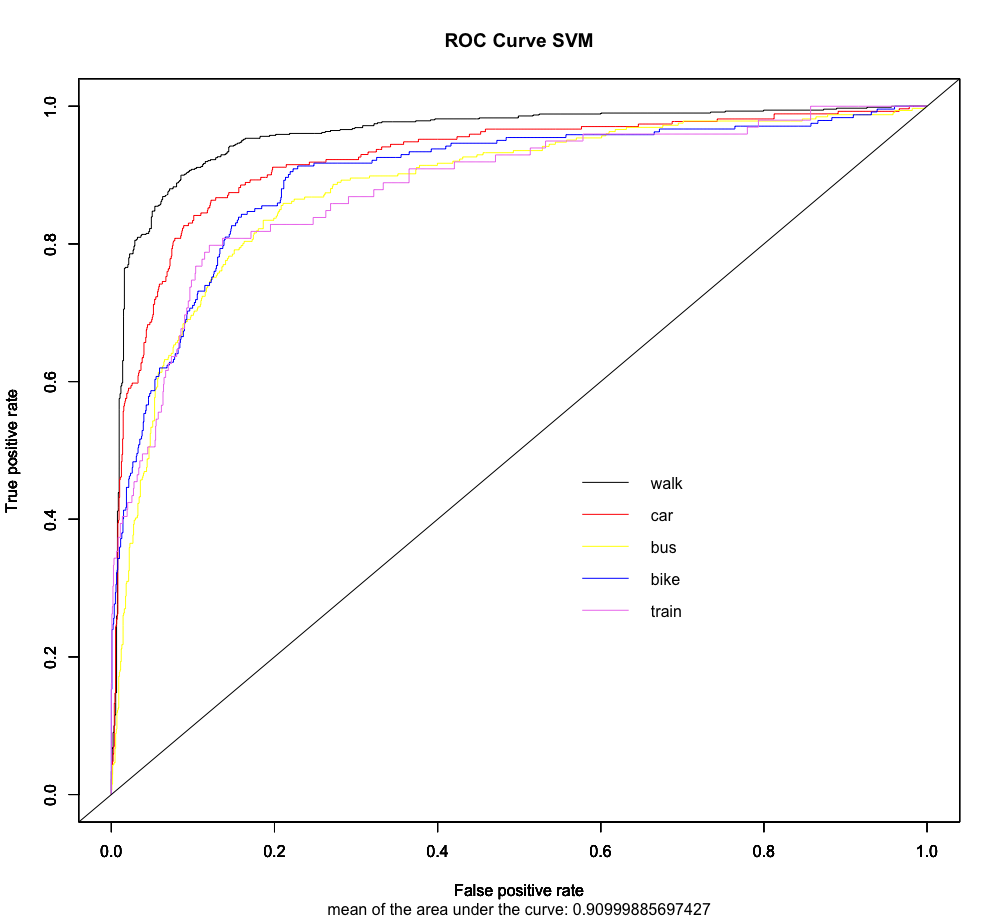 ROC Curve SVM
1.0
0.8
0.6
0.4
0.2
0.0
True positive rate
walk
car
bus
bike
train
0.0 0.2 0.4 0.6 0.8 1.0
False positive rate
mean of the area under the curve: 0.90999885697427